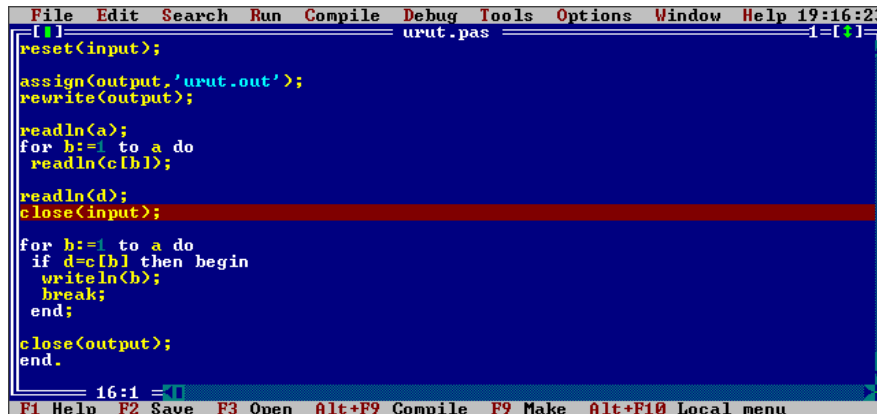 File Edit Search Run Compile Debug Tools Options Window Help 19:16:2
urut.pas 1=[↕]
reset(input);
assign(output,'urut.out');
rewrite(output);
readln(a);
for b:=1 to a do
readln(c[b]);
readln(d);
close(input);
for b:=1 to a do
if d=c[b] then begin
writeln(b);
break;
end;
close(output);
end.
16:1
F1 Help F2 Save F3 Open Alt+F9 Compile F9 Make Alt+F10 Local menu